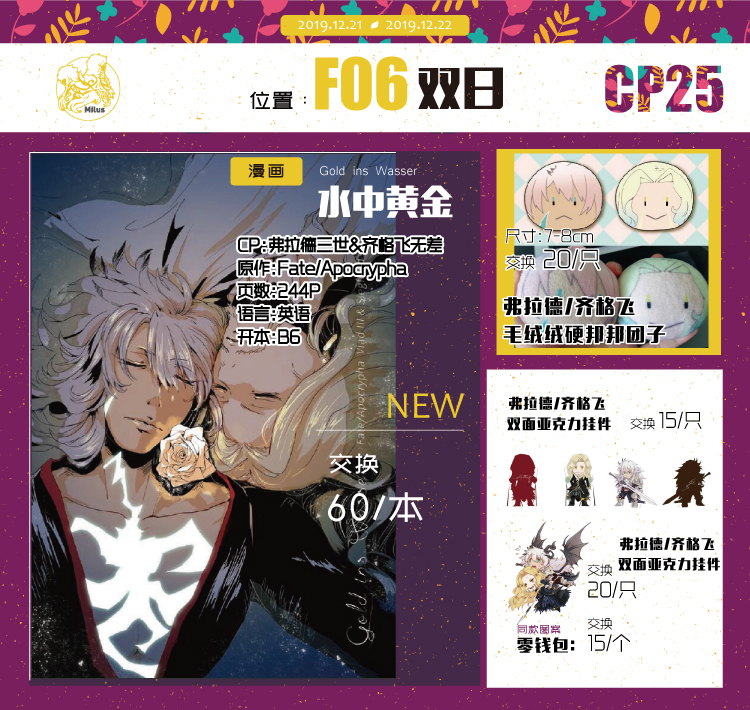 2019.12.21 2019.12.22
Milus
位置: F06 双日
CP25
漫画
Gold ins Wasser
水中黄金
CP:弗拉德三世&齐格飞无差
原作:Fate/Apocrypha
页数:244P
语言:英语
开本:B6
NEW
交换
60/本
Gold ins
尺寸:7-8cm
交换 20/只
弗拉德/齐格飞
毛绒绒硬邦邦团子
弗拉德/齐格飞
双面亚克力挂件
交换 15/只
弗拉德/齐格飞
双面亚克力挂件
交换
20/只
同款图案
零钱包:
交换
15/个